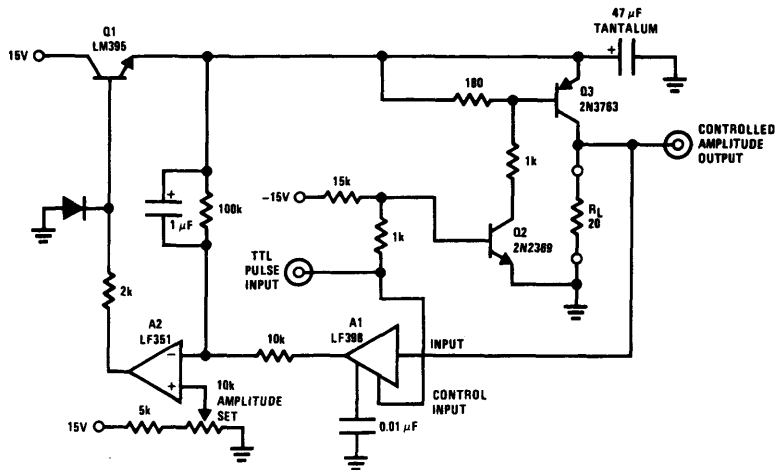 Q1
LM395
15V
47 µF
TANTALUM
+
180
Q3
2N3763
CONTROLLED
AMPLITUDE
OUTPUT
1k
+
1 µF
100k
-15V
15k
1k
Q2
2N2369
RL
20
TTL
PULSE
INPUT
2k
A2
LF351
-
+
10k
A1
LF398
INPUT
CONTROL
INPUT
10k
AMPLITUDE
SET
0.01 µF
15V
5k